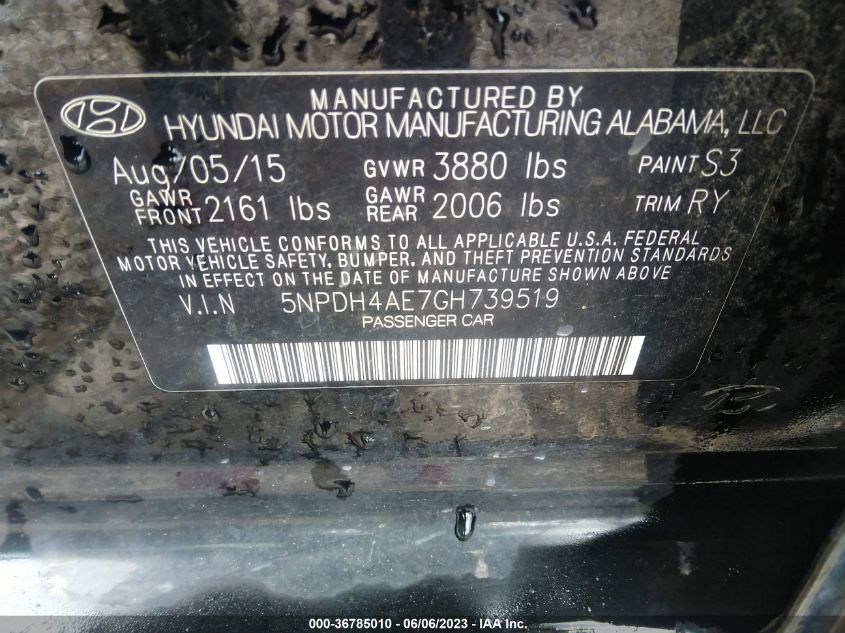 MANUFACTURED BY
HYUNDAI MOTOR MANUFACTURING ALABAMA, LLC
Aug/05/15 GVWR 3880 lbs PAINT S3
GAWR FRONT 2161 lbs GAWR REAR 2006 lbs TRIM RY
THIS VEHICLE CONFORMS TO ALL APPLICABLE U.S.A. FEDERAL
MOTOR VEHICLE SAFETY, BUMPER, AND THEFT PREVENTION STANDARDS
IN EFFECT ON THE DATE OF MANUFACTURE SHOWN ABOVE
V.I.N 5NPDH4AE7GH739519
PASSENGER CAR
000-36785010 - 06/06/2023 - IAA Inc.